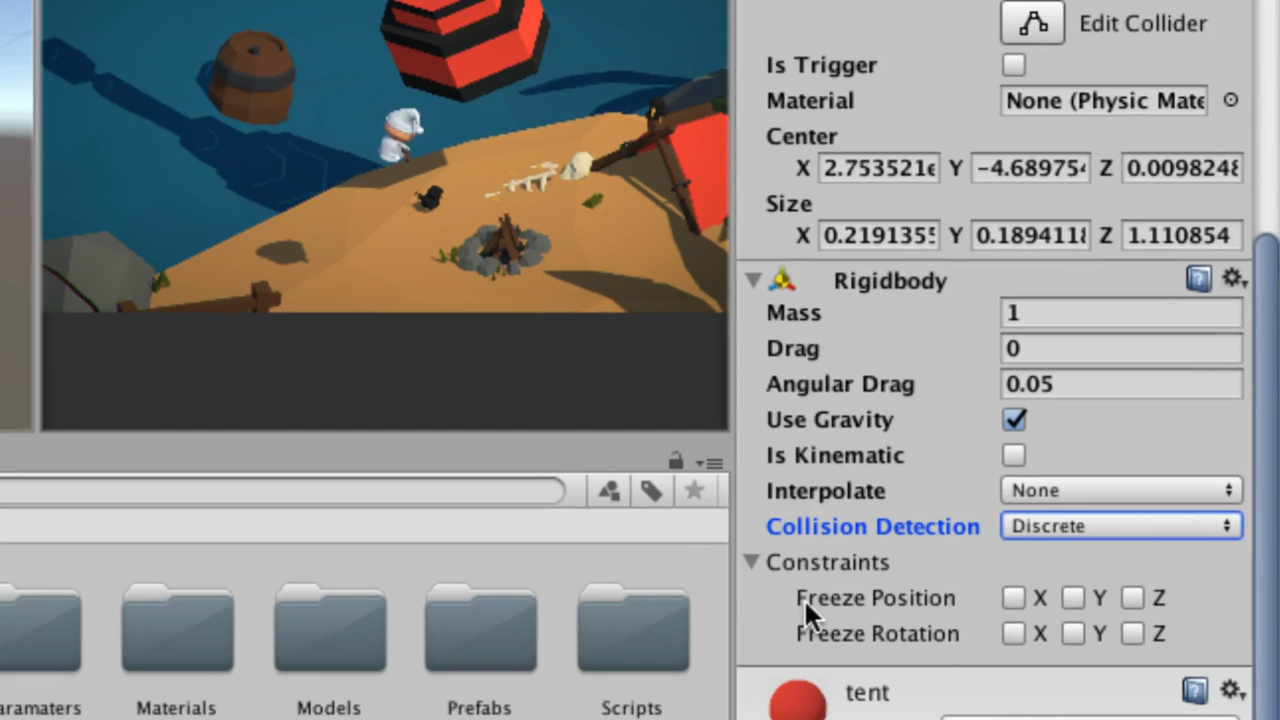 Edit Collider
Is Trigger
Material None (Physic Mate
Center
X 2.753521e Y -4.68975 Z 0.009824
Size
X 0.219135 Y 0.189411 Z 1.110854
Rigidbody
Mass 1
Drag 0
Angular Drag 0.05
Use Gravity
Is Kinematic
Interpolate None
Collision Detection Discrete
Constraints
Freeze Position X Y Z
Freeze Rotation X Y Z
tent
aramaters Materials Models Prefabs Scripts